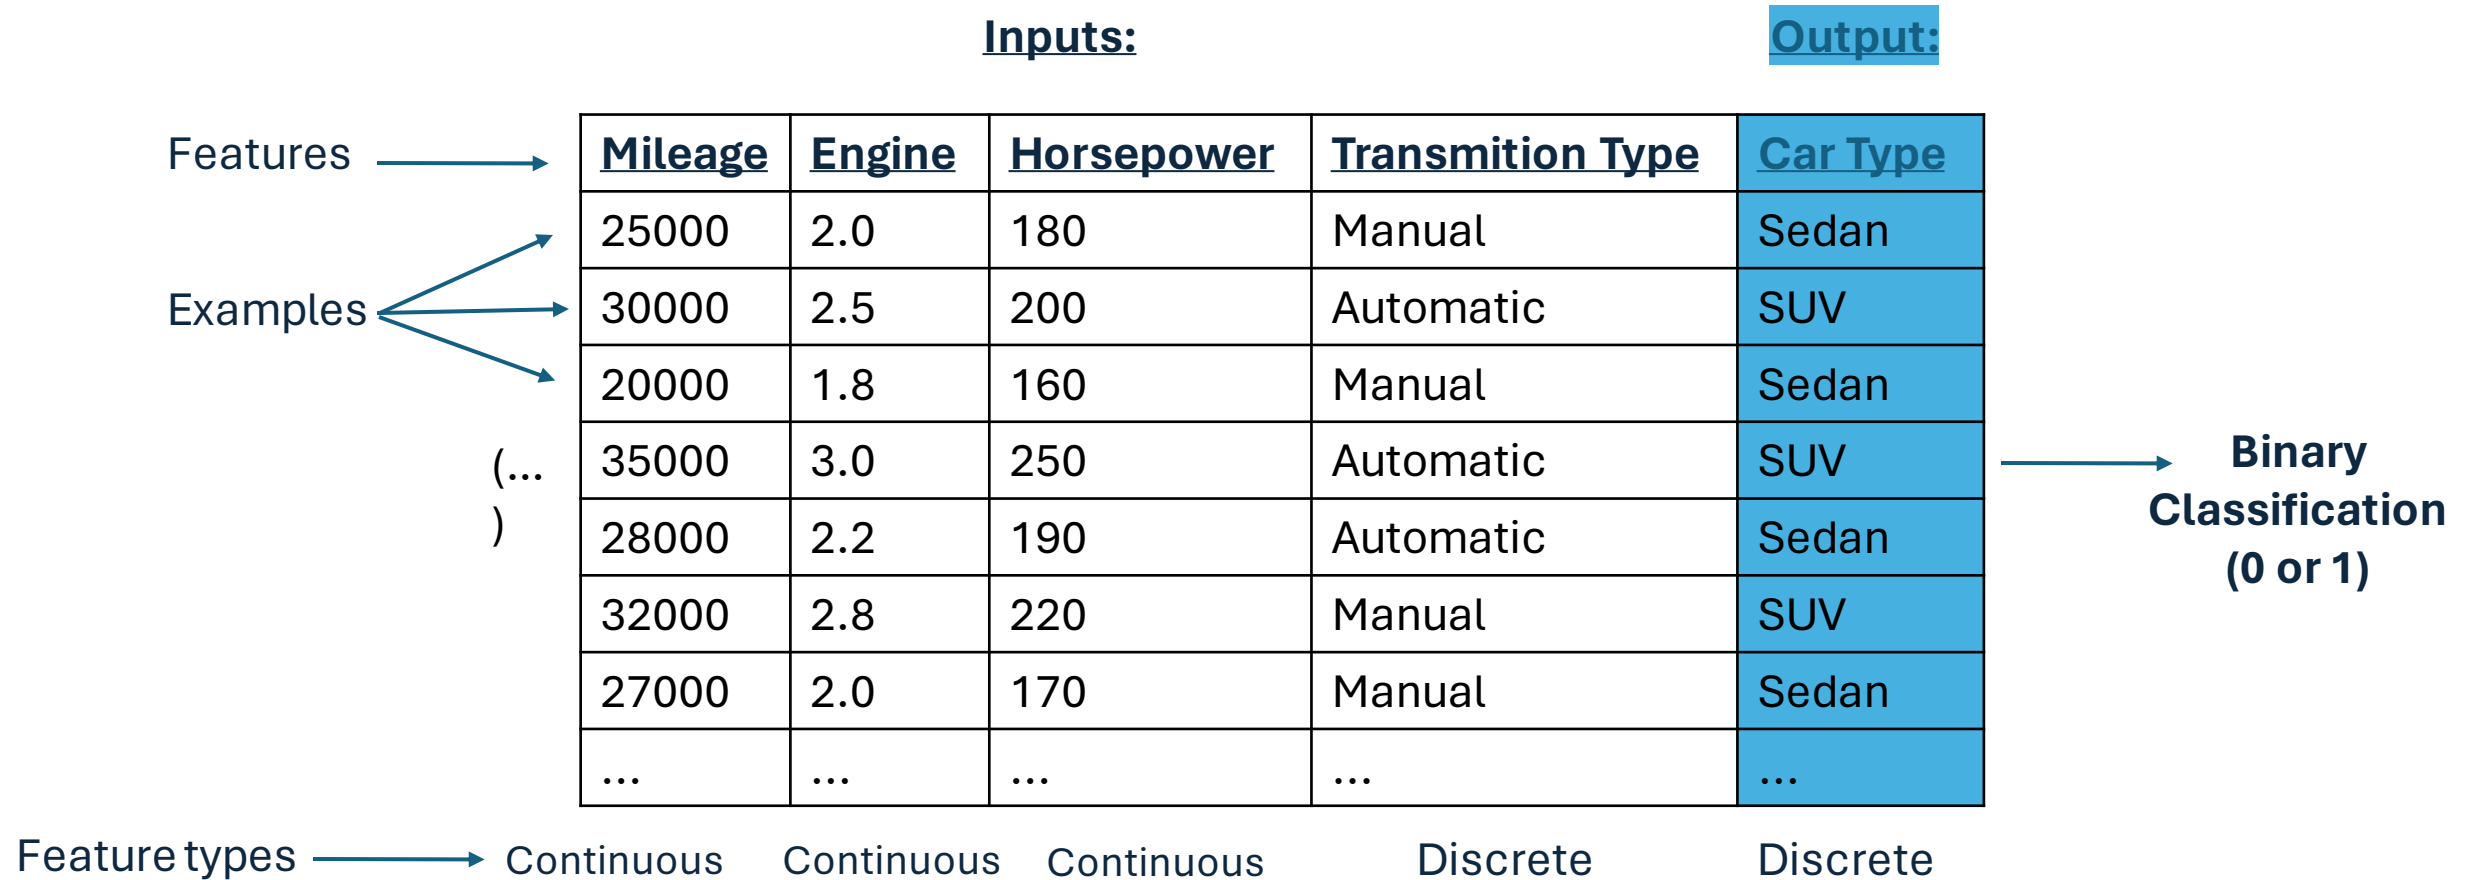 Inputs: Output:
Features Mileage Engine Horsepower Transmition Type Car Type
25000 2.0 180 Manual Sedan
Examples 30000 2.5 200 Automatic SUV
20000 1.8 160 Manual Sedan
(... 35000 3.0 250 Automatic SUV Binary
) 28000 2.2 190 Automatic Sedan Classification
(0 or 1)
32000 2.8 220 Manual SUV
27000 2.0 170 Manual Sedan
... ... ... ... ...
Feature types Continuous Continuous Continuous Discrete Discrete